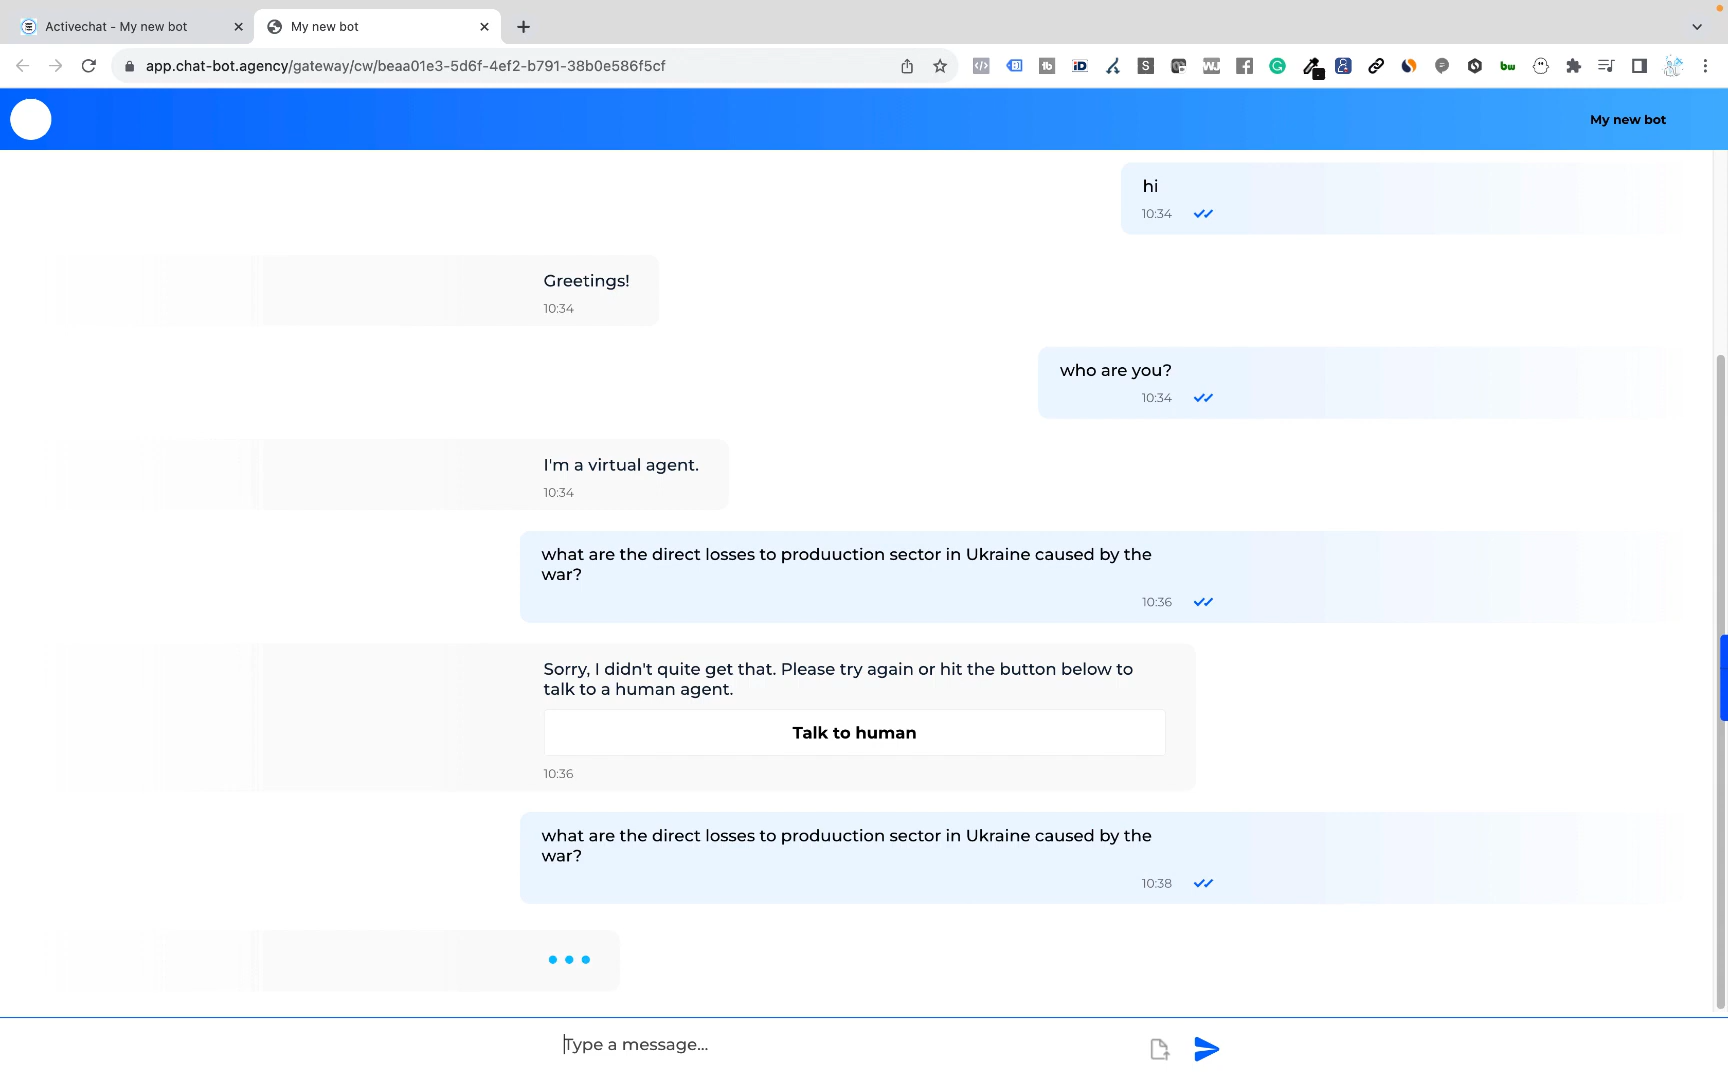 Activechat - My new bot
My new bot
app.chat-bot.agency/gateway/cw/beaa01e3-5d6f-4ef2-b791-38b0e586f5cf
My new bot
hi
10:34
Greetings!
10:34
who are you?
10:34
I'm a virtual agent.
10:34
what are the direct losses to produuction sector in Ukraine caused by the
war?
10:36
Sorry, I didn't quite get that. Please try again or hit the button below to
talk to a human agent.
Talk to human
10:36
what are the direct losses to produuction sector in Ukraine caused by the
war?
10:38
Type a message...